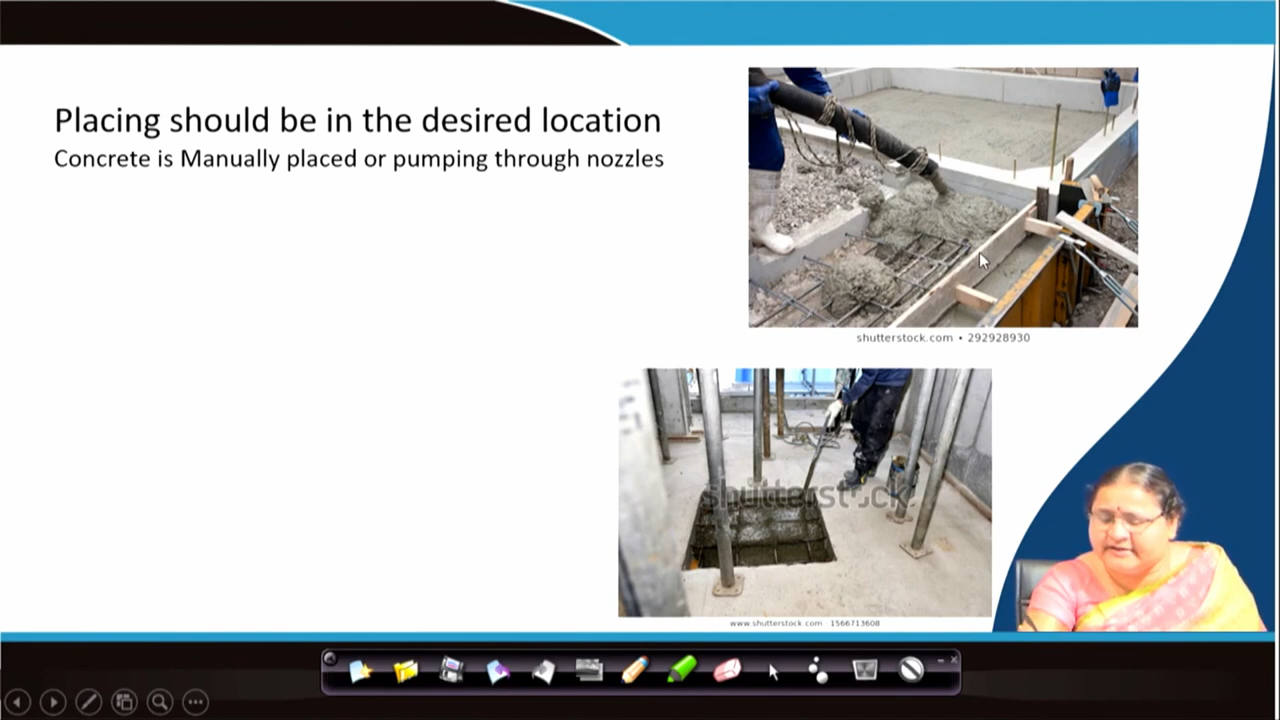 Placing should be in the desired location
Concrete is Manually placed or pumping through nozzles
shutterstock.com • 292928930
shutterstock
www.shutterstock.com · 1566713608